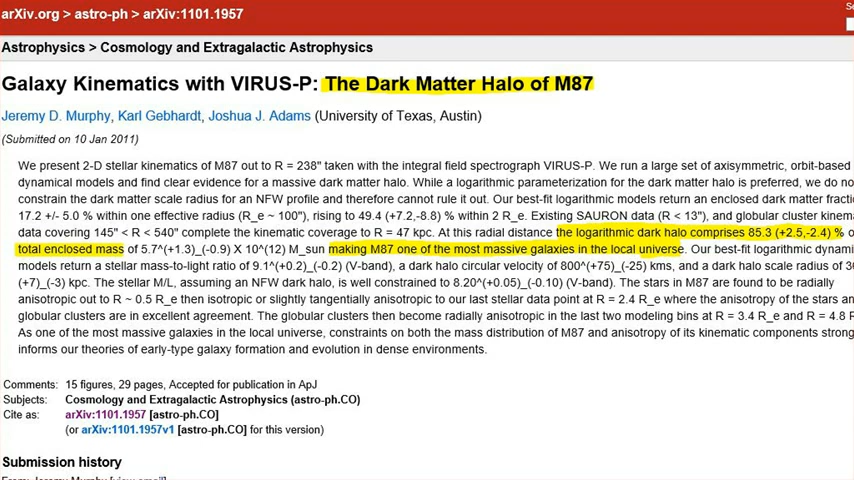 arXiv.org > astro-ph > arXiv:1101.1957
Astrophysics > Cosmology and Extragalactic Astrophysics
Galaxy Kinematics with VIRUS-P: The Dark Matter Halo of M87
Jeremy D. Murphy, Karl Gebhardt, Joshua J. Adams (University of Texas, Austin)
(Submitted on 10 Jan 2011)
We present 2-D stellar kinematics of M87 out to R = 238" taken with the integral field spectrograph VIRUS-P. We run a large set of axisymmetric, orbit-based
dynamical models and find clear evidence for a massive dark matter halo. While a logarithmic parameterization for the dark matter halo is preferred, we do no
constrain the dark matter scale radius for an NFW profile and therefore cannot rule it out. Our best-fit logarithmic models return an enclosed dark matter fracti
17.2 +/- 5.0 % within one effective radius (R_e ~ 100"), rising to 49.4 (+7.2,-8.8) % within 2 R_e. Existing SAURON data (R < 13"), and globular cluster kinem
data covering 145" < R < 540" complete the kinematic coverage to R = 47 kpc. At this radial distance the logarithmic dark halo comprises 85.3 (+2.5,-2.4) % o
total enclosed mass of 5.7^(+1.3)_(-0.9) X 10^(12) M_sun making M87 one of the most massive galaxies in the local universe. Our best-fit logarithmic dynami
models return a stellar mass-to-light ratio of 9.1^(+0.2)_(-0.2) (V-band), a dark halo circular velocity of 800^(+75)_(-25) kms, and a dark halo scale radius of 3
(+7)_(-3) kpc. The stellar M/L, assuming an NFW dark halo, is well constrained to 8.20^(+0.05)_(-0.10) (V-band). The stars in M87 are found to be radially
anisotropic out to R ~ 0.5 R_e then isotropic or slightly tangentially anisotropic to our last stellar data point at R = 2.4 R_e where the anisotropy of the stars an
globular clusters are in excellent agreement. The globular clusters then become radially anisotropic in the last two modeling bins at R = 3.4 R_e and R = 4.8 R
As one of the most massive galaxies in the local universe, constraints on both the mass distribution of M87 and anisotropy of its kinematic components strong
informs our theories of early-type galaxy formation and evolution in dense environments.
Comments: 15 figures, 29 pages, Accepted for publication in ApJ
Subjects: Cosmology and Extragalactic Astrophysics (astro-ph.CO)
Cite as: arXiv:1101.1957 [astro-ph.CO]
(or arXiv:1101.1957v1 [astro-ph.CO] for this version)
Submission history